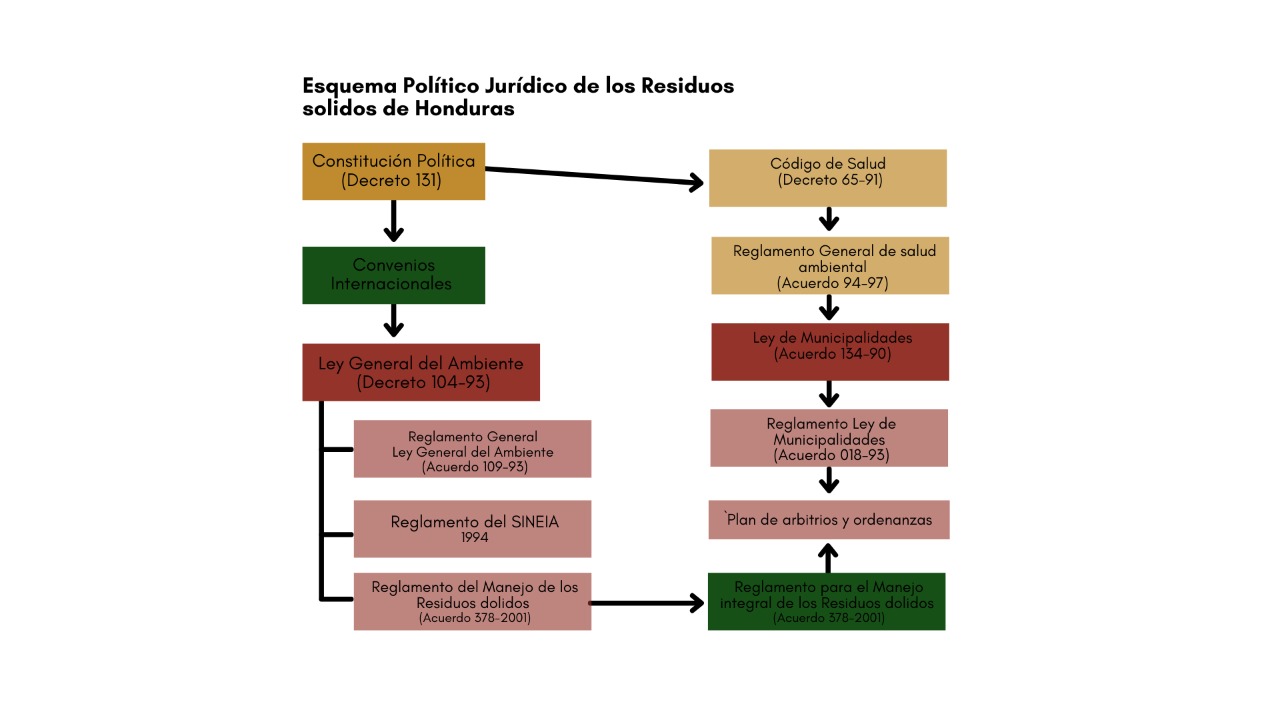 Esquema Político Jurídico de los Residuos
solidos de Honduras
Constitución Política
(Decreto 131)
Convenios
Internacionales
Ley General del Ambiente
(Decreto 104-93)
Reglamento General
Ley General del Ambiente
(Acuerdo 109-93)
Reglamento del SINEIA
1994
Reglamento del Manejo de los
Residuos dolidos
(Acuerdo 378-2001)
Código de Salud
(Decreto 65-91)
Reglamento General de salud
ambiental
(Acuerdo 94-97)
Ley de Municipalidades
(Acuerdo 134-90)
Reglamento Ley de
Municipalidades
(Acuerdo 018-93)
`Plan de arbitrios y ordenanzas
Reglamento para el Manejo
integral de los Residuos dolidos
(Acuerdo 378-2001)